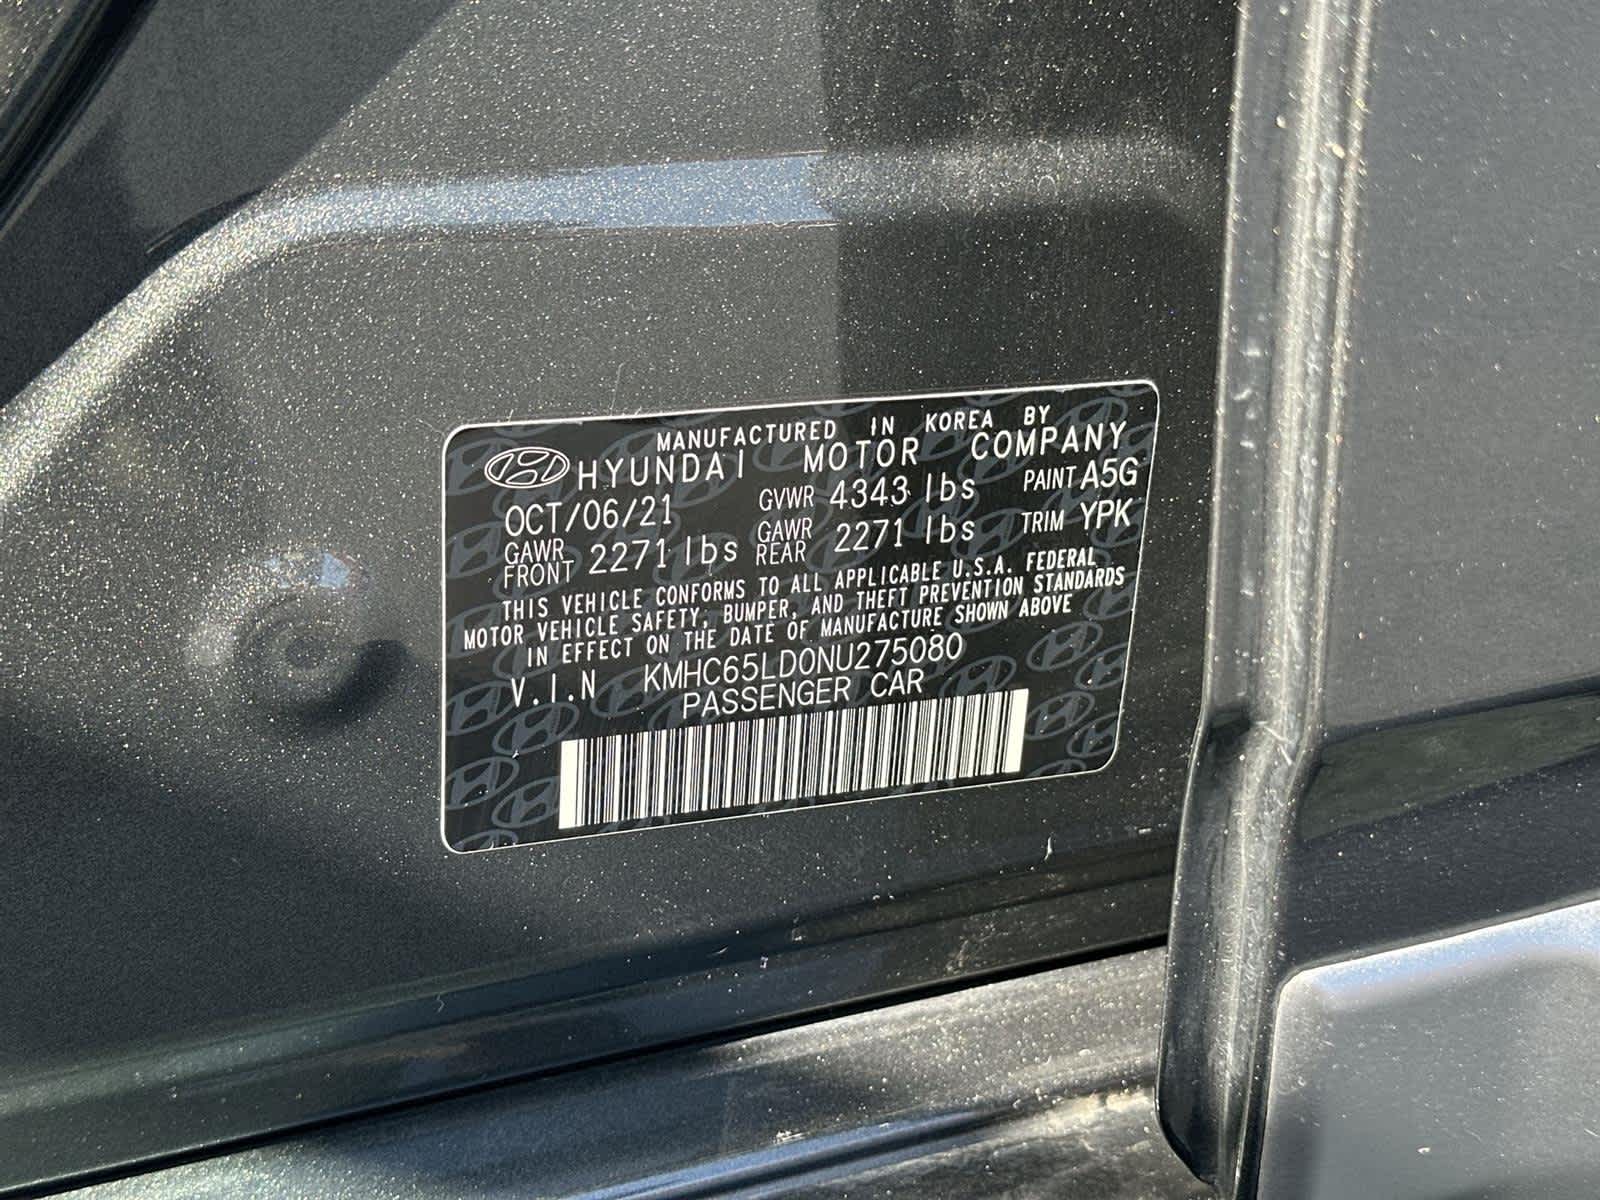 MANUFACTURED IN KOREA BY
HYUNDAI MOTOR COMPANY
OCT/06/21 GVWR 4343 lbs PAINT A5G
GAWR FRONT 2271 lbs GAWR REAR 2271 lbs TRIM YPK
THIS VEHICLE CONFORMS TO ALL APPLICABLE U.S.A. FEDERAL
MOTOR VEHICLE SAFETY, BUMPER, AND THEFT PREVENTION STANDARDS
IN EFFECT ON THE DATE OF MANUFACTURE SHOWN ABOVE
V.I.N KMHC65LD0NU275080
PASSENGER CAR